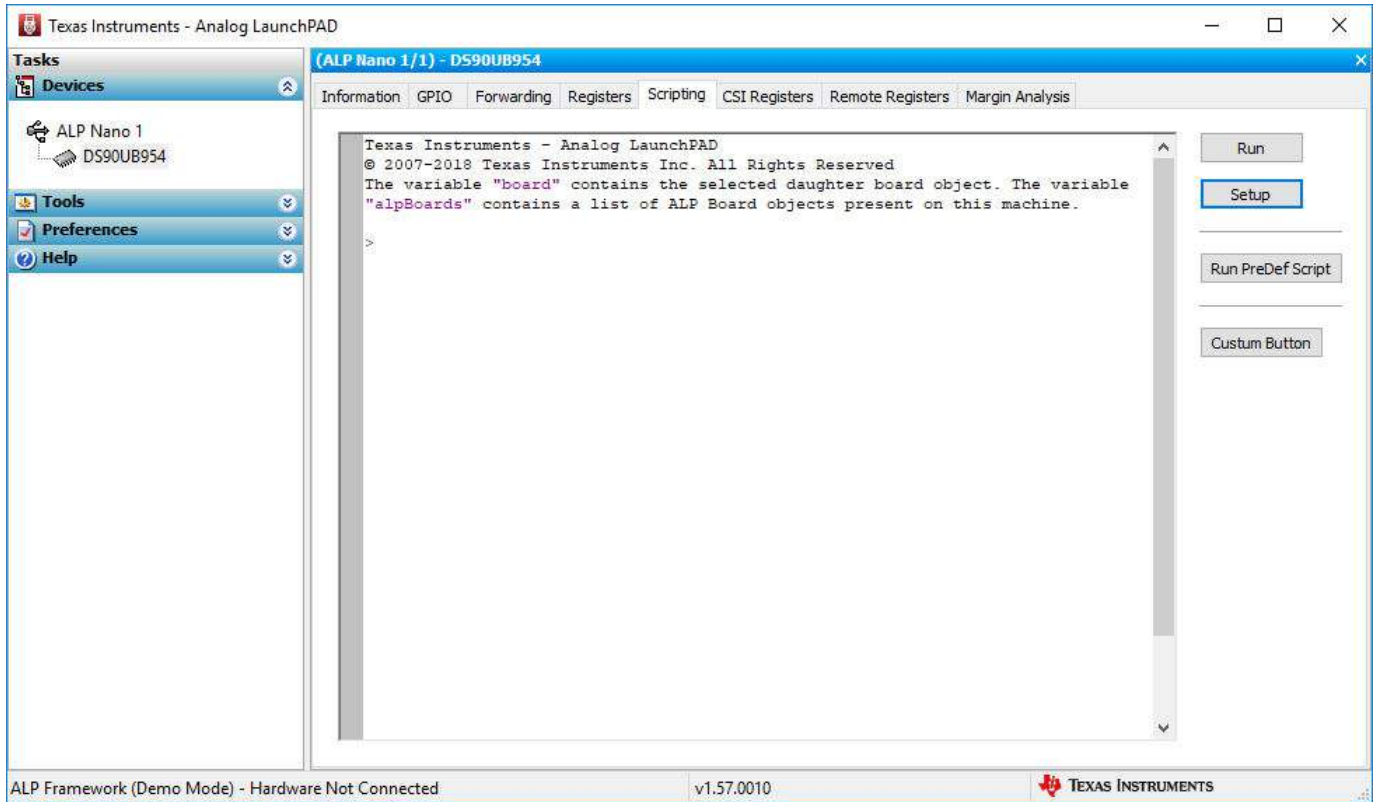 Texas Instruments - Analog LaunchPAD
Tasks
Devices
ALP Nano 1
DS90UB954
Tools
Preferences
Help
(ALP Nano 1/1) - DS90UB954
Information GPIO Forwarding Registers Scripting CSI Registers Remote Registers Margin Analysis
Texas Instruments - Analog LaunchPAD
© 2007-2018 Texas Instruments Inc. All Rights Reserved
The variable "board" contains the selected daughter board object. The variable
"alpBoards" contains a list of ALP Board objects present on this machine.
>
Run
Setup
Run PreDef Script
Custum Button
ALP Framework (Demo Mode) - Hardware Not Connected
v1.57.0010
TEXAS INSTRUMENTS